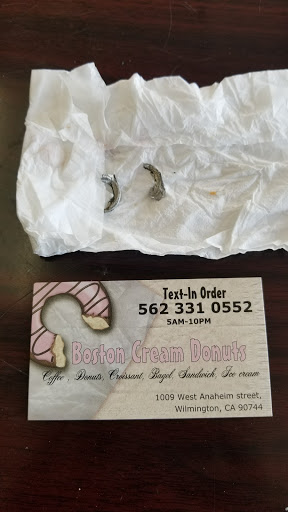 Text-In Order
562 331 0552
5AM-10PM
Boston Cream Donuts
Coffee, Donuts, Croissant, Bagel, Sandwich, Ice cream
1009 West Anaheim street,
Wilmington, CA 90744